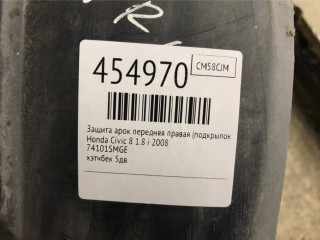 R
454970
CM58CJM
Защита арок передняя правая (подкрылок
Honda Civic 8 1.8 i 2008
74101SMGE
хэтчбек 5дв.